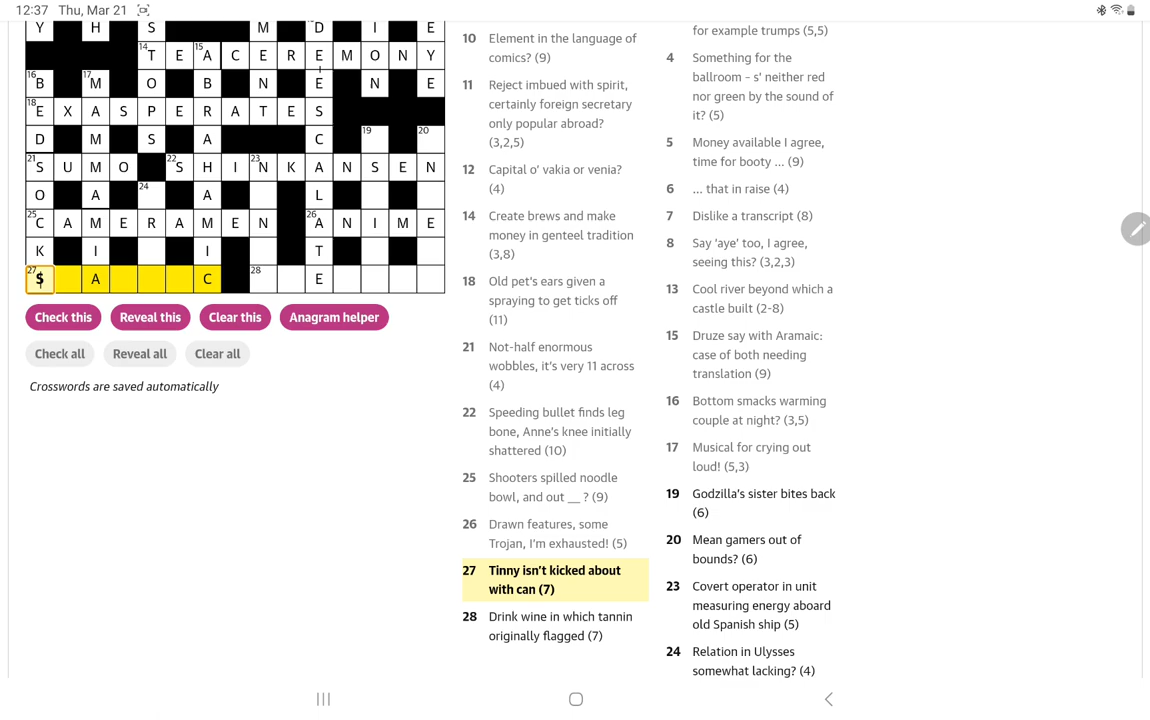 12:37 Thu, Mar 21
Y H S M D I E
14 T E 15 A C E R E M O N Y
16 B 17 M O B N E N E
18 E X A S P E R A T E S
D M S A C 19 20
21 S U M O 22 S H I 23 N K A N S E N
O A 24 A L
25 C A M E R A M E N 26 A N I M E
K I I T
27 $ A C 28 E
Check this Reveal this Clear this Anagram helper
Check all Reveal all Clear all
Crosswords are saved automatically
10 Element in the language of
comics? (9)
11 Reject imbued with spirit,
certainly foreign secretary
only popular abroad?
(3,2,5)
12 Capital o' vakia or venia?
(4)
14 Create brews and make
money in genteel tradition
(3,8)
18 Old pet's ears given a
spraying to get ticks off
(11)
21 Not-half enormous
wobbles, it's very 11 across
(4)
22 Speeding bullet finds leg
bone, Anne's knee initially
shattered (10)
25 Shooters spilled noodle
bowl, and out __ ? (9)
26 Drawn features, some
Trojan, I'm exhausted! (5)
27 Tinny isn't kicked about
with can (7)
28 Drink wine in which tannin
originally flagged (7)
for example trumps (5,5)
4 Something for the
ballroom – s' neither red
nor green by the sound of
it? (5)
5 Money available I agree,
time for booty ... (9)
6 ... that in raise (4)
7 Dislike a transcript (8)
8 Say 'aye' too, I agree,
seeing this? (3,2,3)
13 Cool river beyond which a
castle built (2-8)
15 Druze say with Aramaic:
case of both needing
translation (9)
16 Bottom smacks warming
couple at night? (3,5)
17 Musical for crying out
loud! (5,3)
19 Godzilla's sister bites back
(6)
20 Mean gamers out of
bounds? (6)
23 Covert operator in unit
measuring energy aboard
old Spanish ship (5)
24 Relation in Ulysses
somewhat lacking? (4)